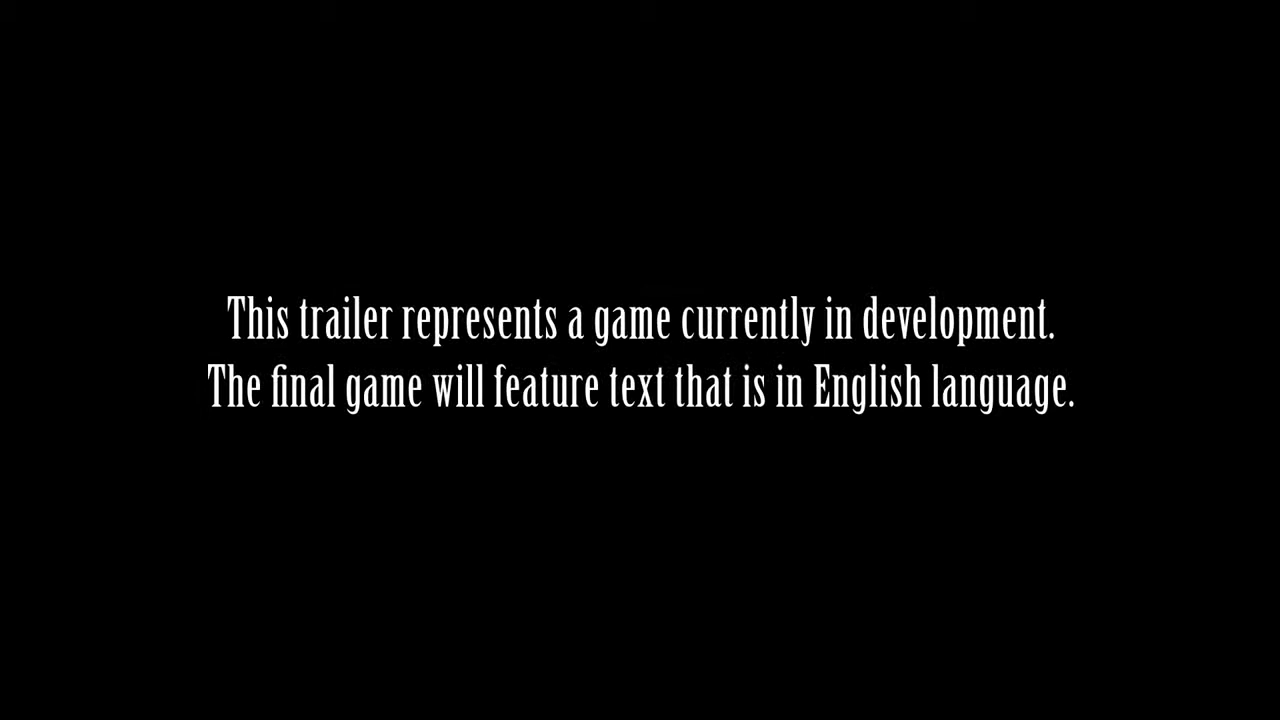 This trailer represents a game currently in development.
The final game will feature text that is in English language.